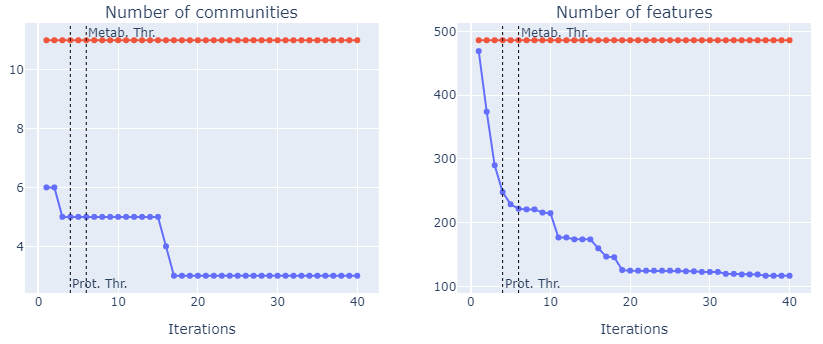 Number of communities
Metab. Thr.
10
8
6
4
Prot. Thr.
0
10
20
30
40
Iterations
Number of features
Metab. Thr.
500
400
300
200
100
Prot. Thr.
0
10
20
30
40
Iterations